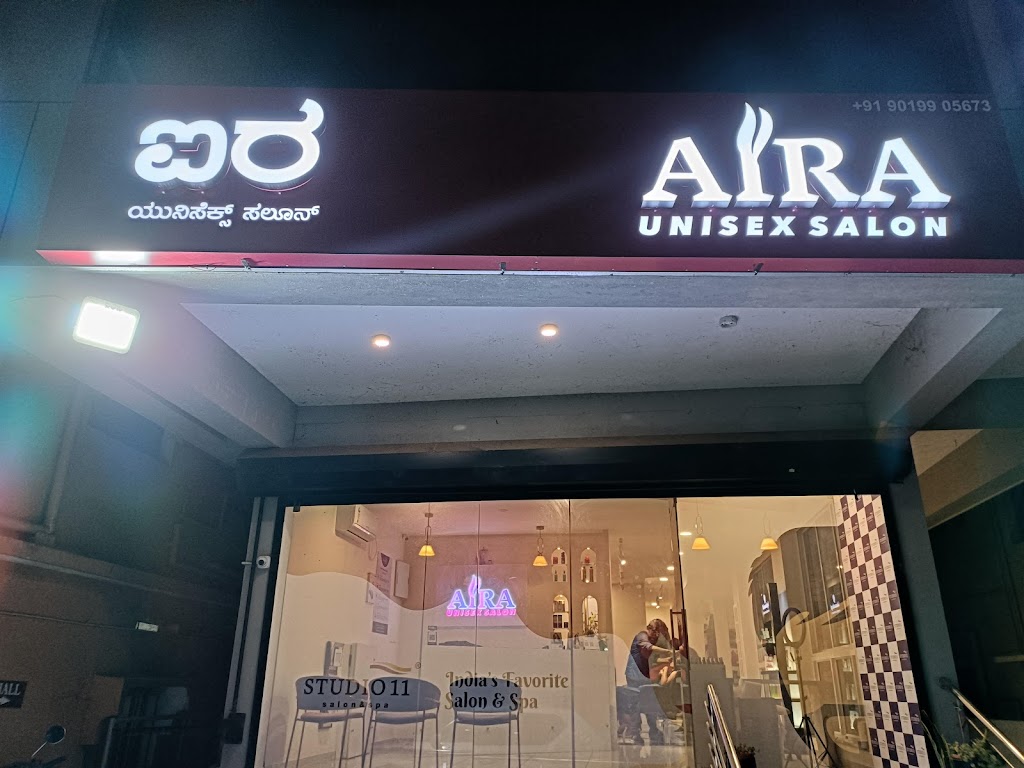 +91 90199 05673
ಐರ
ಯುನಿಸೆಕ್ಸ್ ಸಲೂನ್
AIRA
UNISEX SALON
AIRA
UNISEX SALON
STUDIO 11
salon&spa
India's Favorite
Salon & Spa